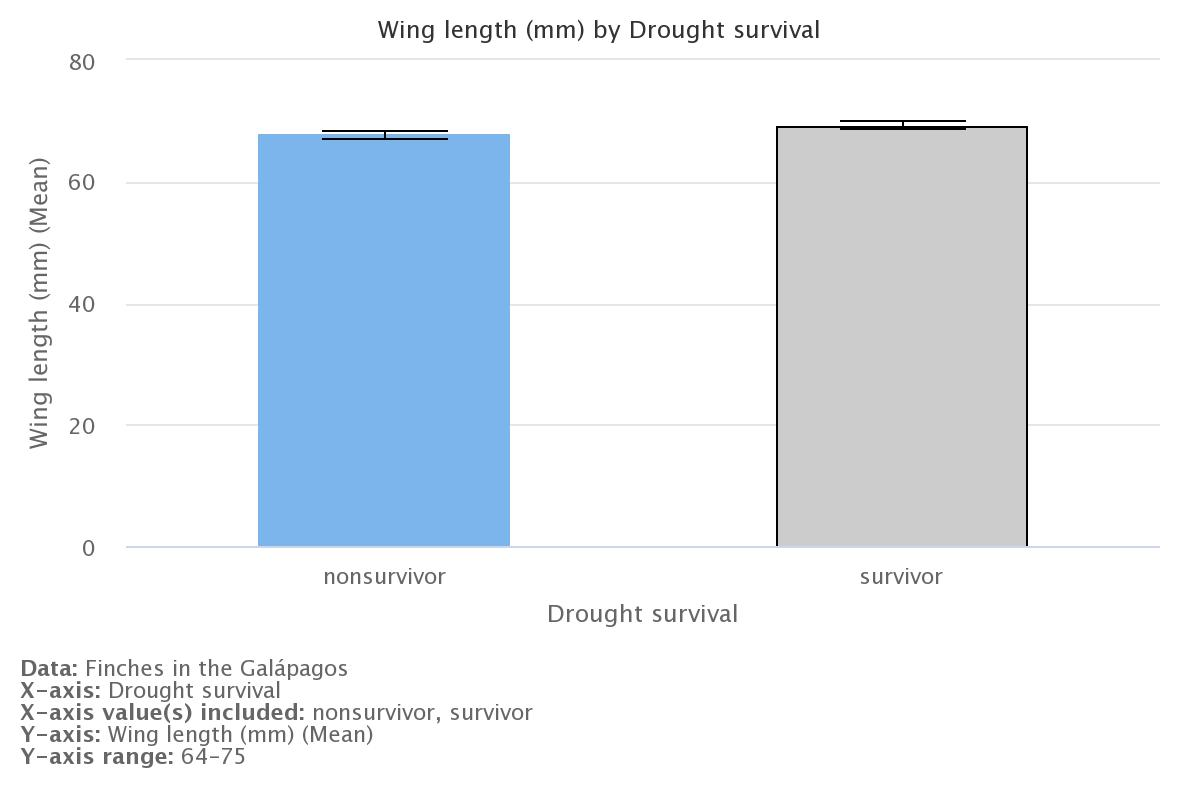 Wing length (mm) by Drought survival
Wing length (mm) (Mean)
80
60
40
20
0
nonsurvivor
survivor
Drought survival
Data: Finches in the Galápagos
X-axis: Drought survival
X-axis value(s) included: nonsurvivor, survivor
Y-axis: Wing length (mm) (Mean)
Y-axis range: 64-75